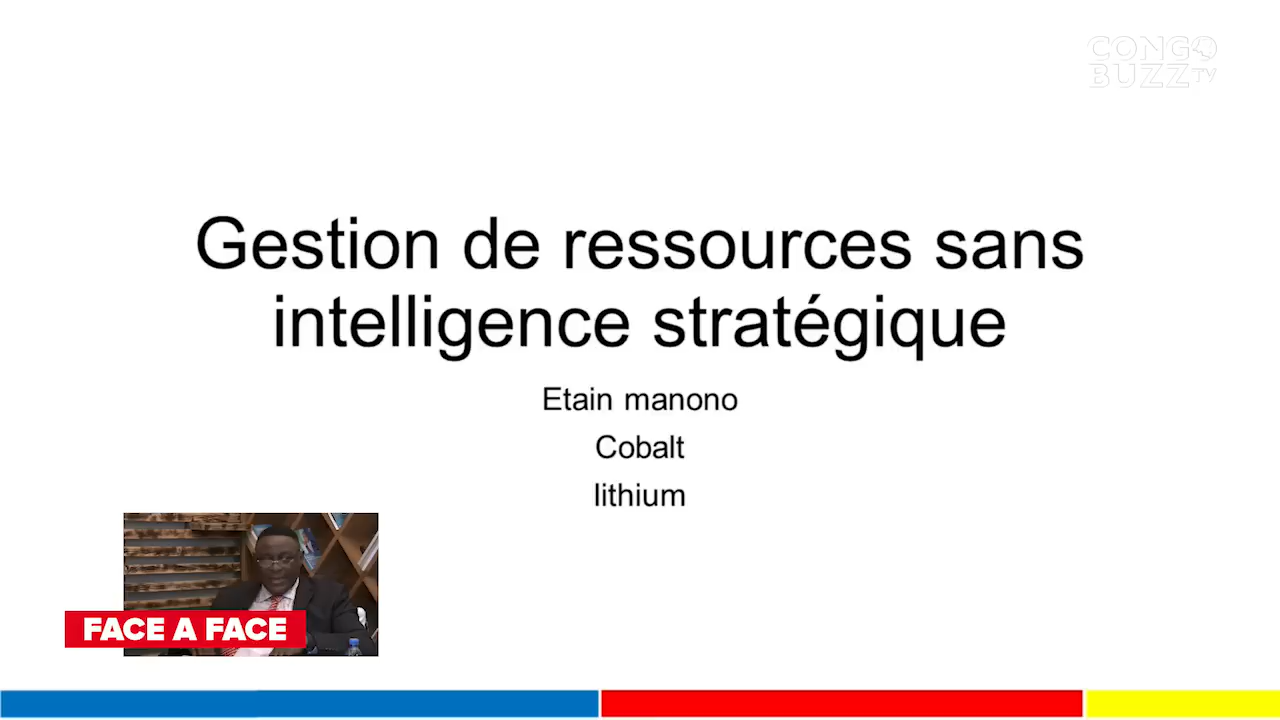 CONGO
BUZZ TV
Gestion de ressources sans
intelligence stratégique
Etain manono
Cobalt
lithium
FACE A FACE